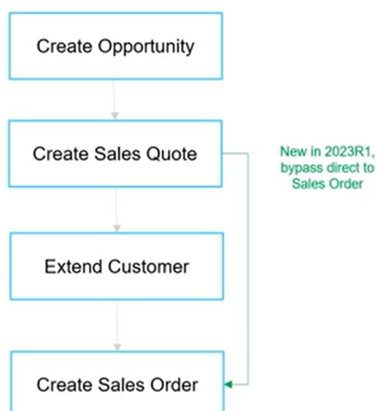 Create Opportunity
Create Sales Quote
New in 2023R1,
bypass direct to
Sales Order
Extend Customer
Create Sales Order